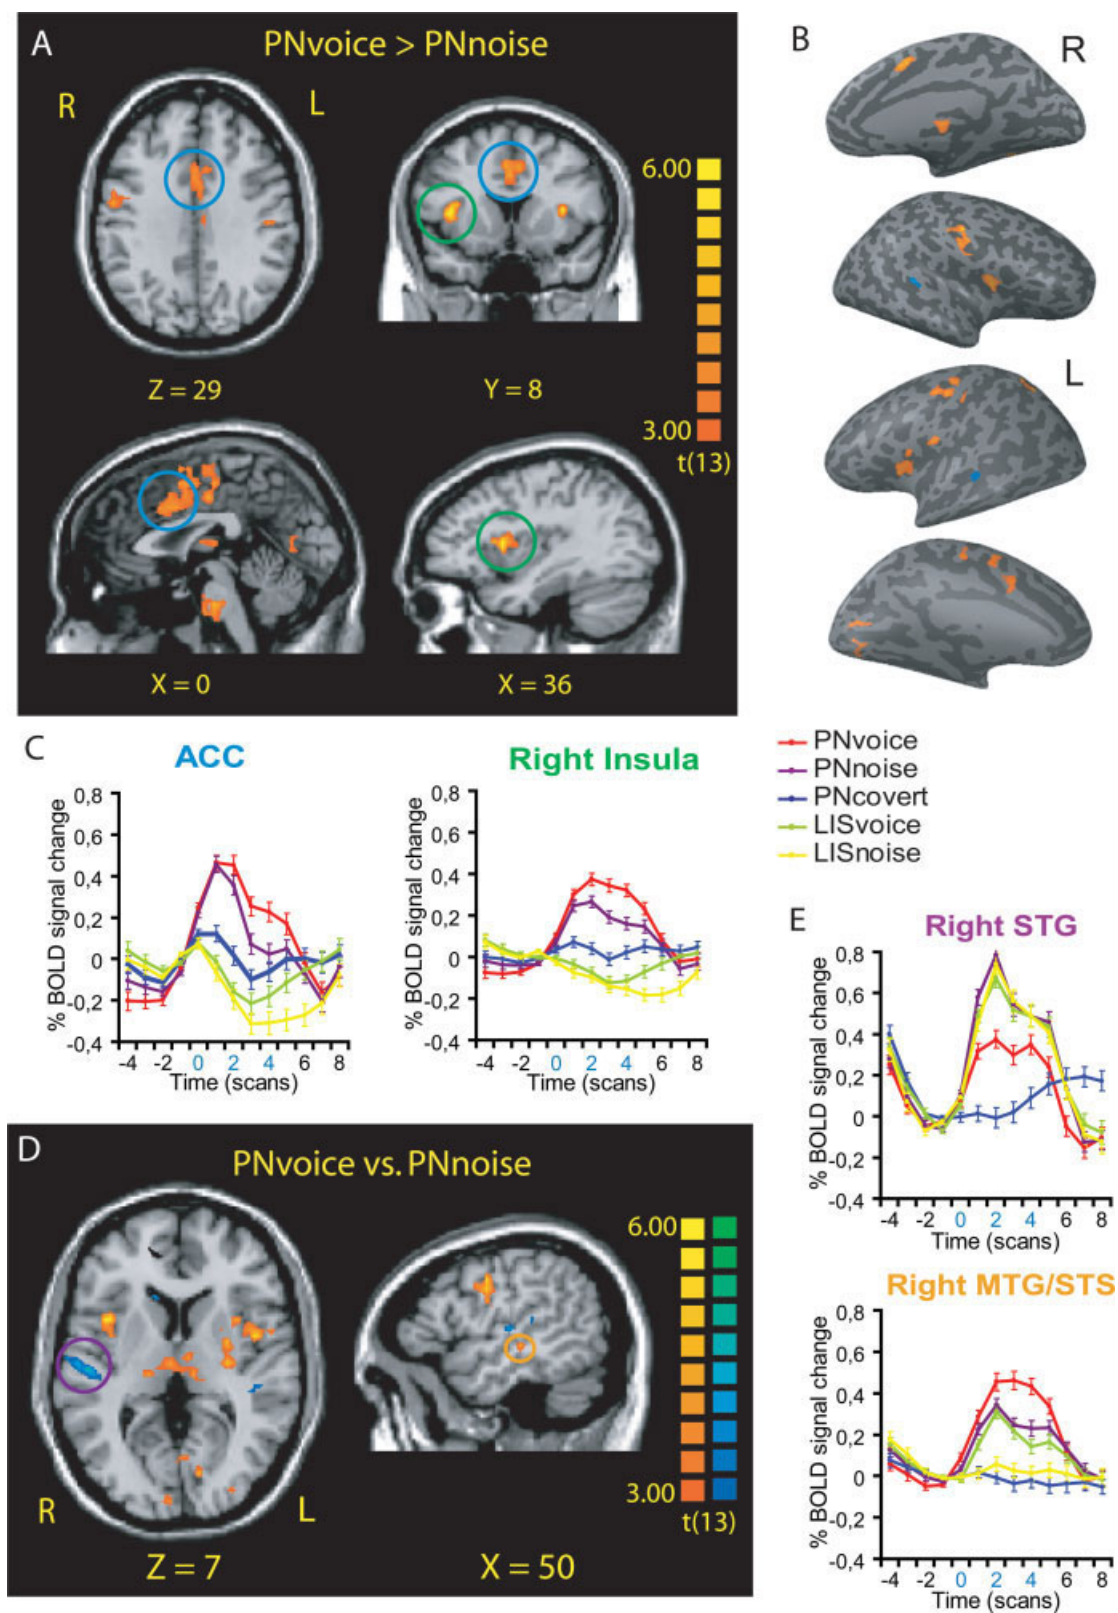 A
PNvoice > PNnoise
R
L
6.00
3.00
t(13)
Z = 29
Y = 8
X = 0
X = 36
B
R
L
C
ACC
% BOLD signal change
0,8
0,6
0,4
0,2
0
-0,2
-0,4
-4 -2 0 2 4 6 8
Time (scans)
Right Insula
% BOLD signal change
0,8
0,6
0,4
0,2
0
-0,2
-0,4
-4 -2 0 2 4 6 8
Time (scans)
PNvoice
PNnoise
PNcovert
LISvoice
LISnoise
D
PNvoice vs. PNnoise
6.00
3.00
t(13)
R
L
Z = 7
X = 50
E
Right STG
% BOLD signal change
0,8
0,6
0,4
0,2
0
-0,2
-0,4
-4 -2 0 2 4 6 8
Time (scans)
Right MTG/STS
% BOLD signal change
0,8
0,6
0,4
0,2
0
-0,2
-0,4
-4 -2 0 2 4 6 8
Time (scans)